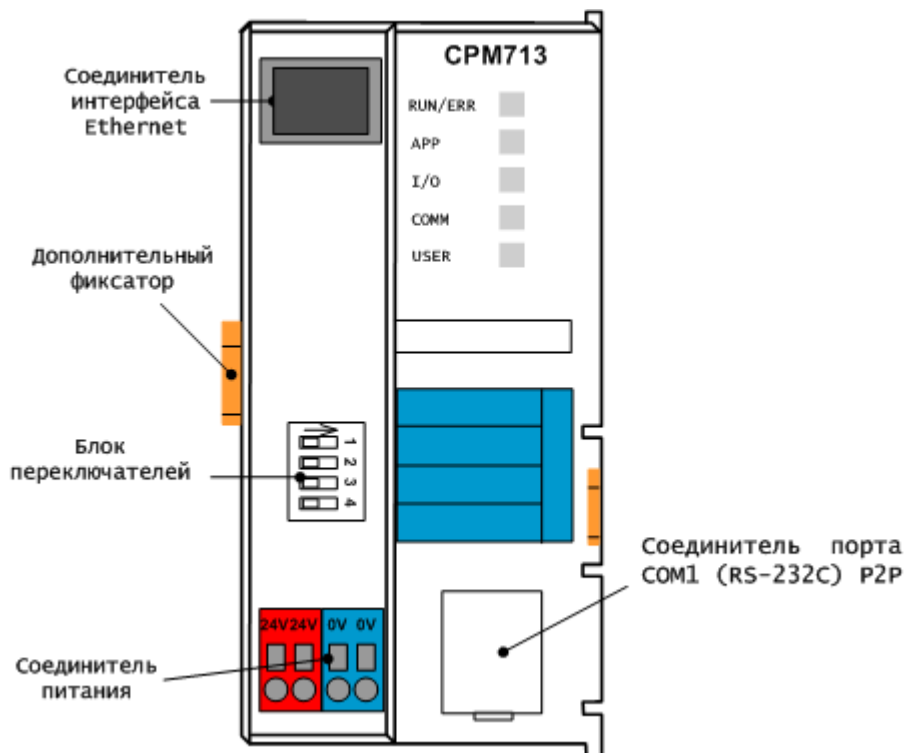 Соединитель
интерфейса
Ethernet
CPM713
RUN/ERR
APP
I/O
COMM
USER
Дополнительный
фиксатор
Блок
переключателей
1
2
3
4
Соединитель порта
COM1 (RS-232C) P2P
24V 24V 0V 0V
Соединитель
питания